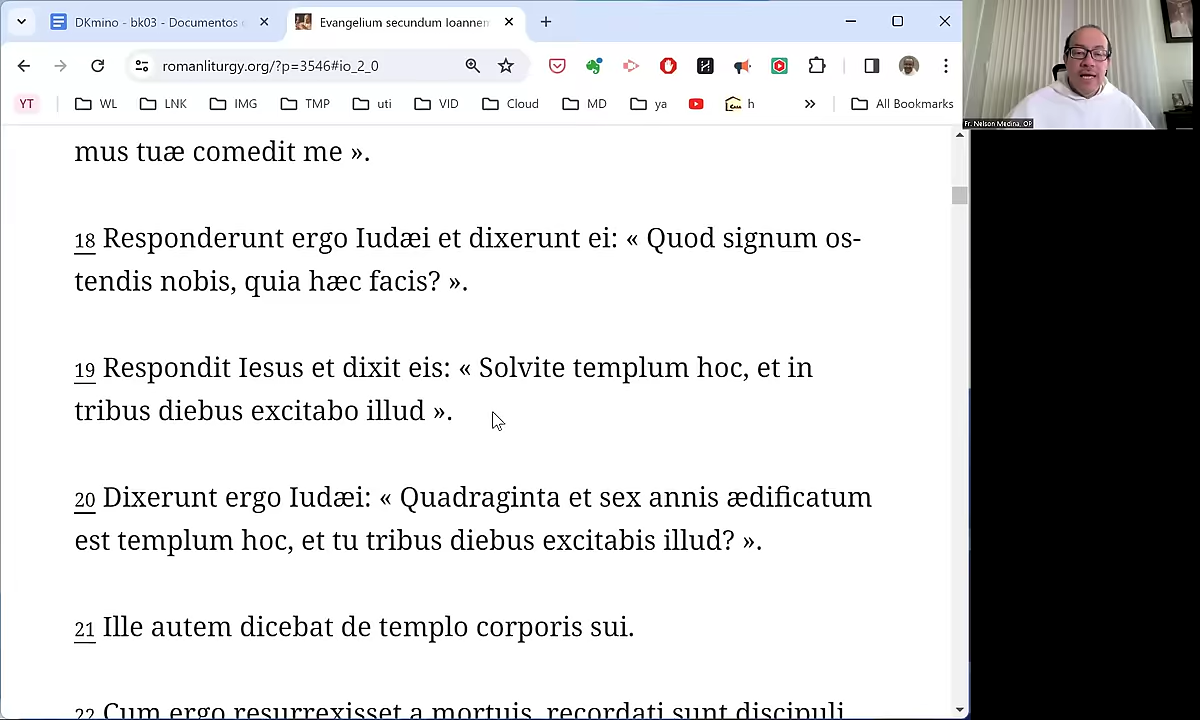 DKmino - bk03 - Documentos
Evangelium secundum Ioannem
romanliturgy.org/?p=3546#io_2_0
YT
WL
LNK
IMG
TMP
uti
VID
Cloud
MD
ya
h
All Bookmarks
Fr. Nelson Medina, OP
mus tuæ comedit me ».
18 Responderunt ergo Iudæi et dixerunt ei: « Quod signum os-
tendis nobis, quia hæc facis? ».
19 Respondit Iesus et dixit eis: « Solvite templum hoc, et in
tribus diebus excitabo illud ».
20 Dixerunt ergo Iudæi: « Quadraginta et sex annis ædificatum
est templum hoc, et tu tribus diebus excitabis illud? ».
21 Ille autem dicebat de templo corporis sui.
22 Cum ergo resurrexisset a mortuis, recordati sunt discipuli